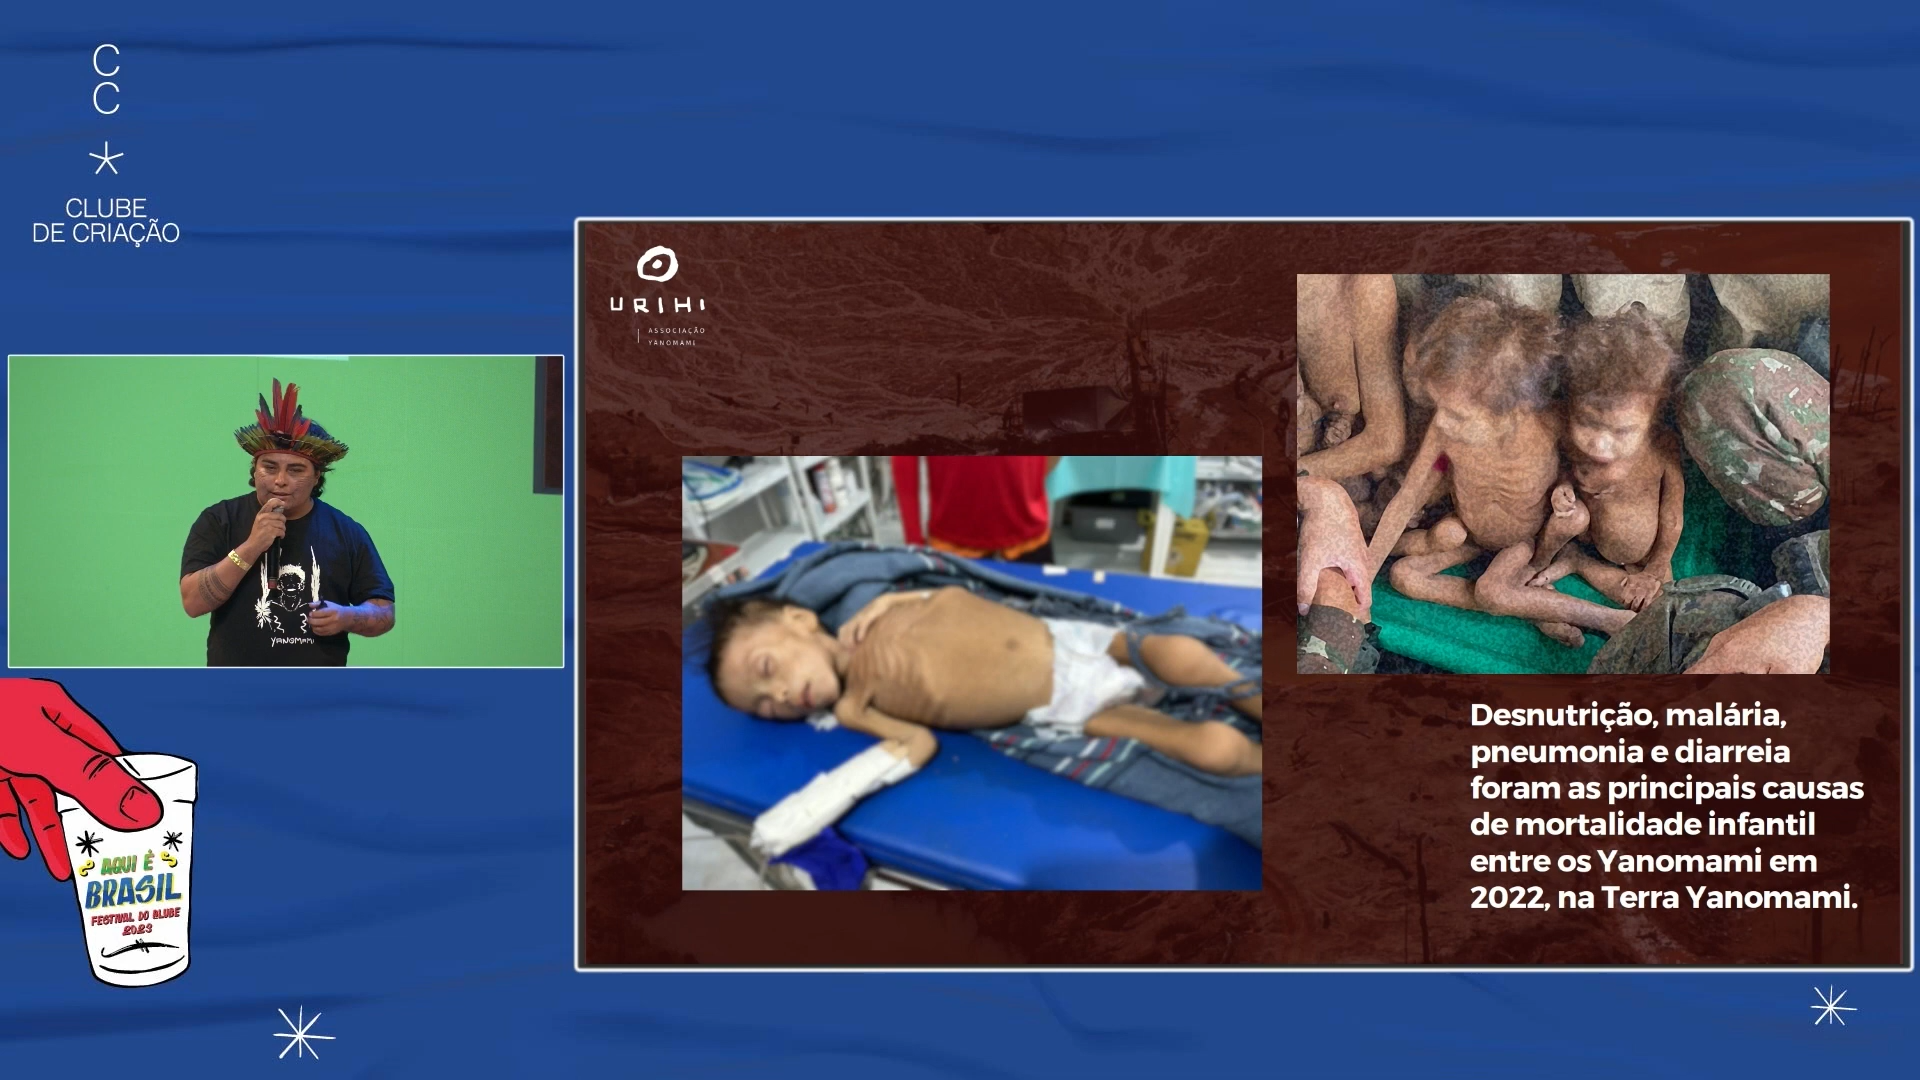 C
C
CLUBE
DE CRIAÇÃO
URIHI
ASSOCIAÇÃO
YANOMAMI
YANOMAMI
Desnutrição, malária,
pneumonia e diarreia
foram as principais causas
de mortalidade infantil
entre os Yanomami em
2022, na Terra Yanomami.
AQUI É
BRASIL
FESTIVAL DO CLUBE
2023